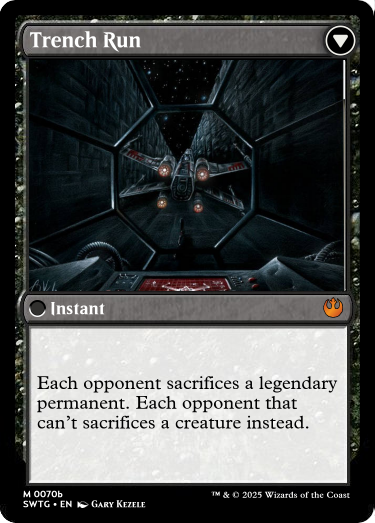 Trench Run
Instant
Each opponent sacrifices a legendary
permanent. Each opponent that
can't sacrifices a creature instead.
M 0070b
SWTG • EN Gary Kezele
™ & © 2025 Wizards of the Coast